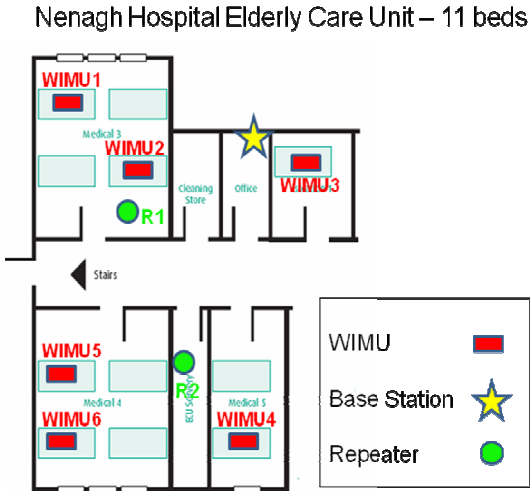 Nenagh Hospital Elderly Care Unit – 11 beds
WIMU1
Medical 3
WIMU2
WIMU3
Cleaning
Store
Office
R1
Stairs
WIMU5
R2
Medical 4
Medical 5
WIMU6
WIMU4
WIMU
Base Station
Repeater